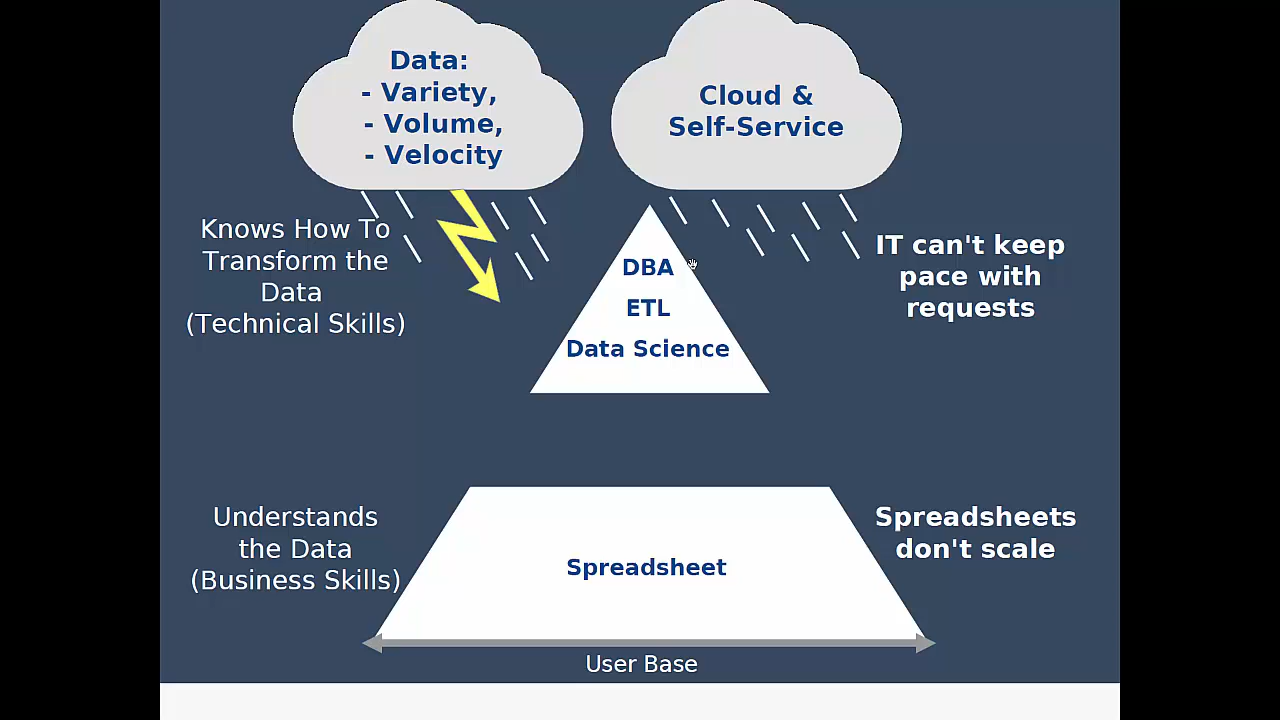 Data:
- Variety,
- Volume,
- Velocity
Cloud &
Self-Service
Knows How To
Transform the
Data
(Technical Skills)
DBA
ETL
Data Science
IT can't keep
pace with
requests
Understands
the Data
(Business Skills)
Spreadsheet
Spreadsheets
don't scale
User Base